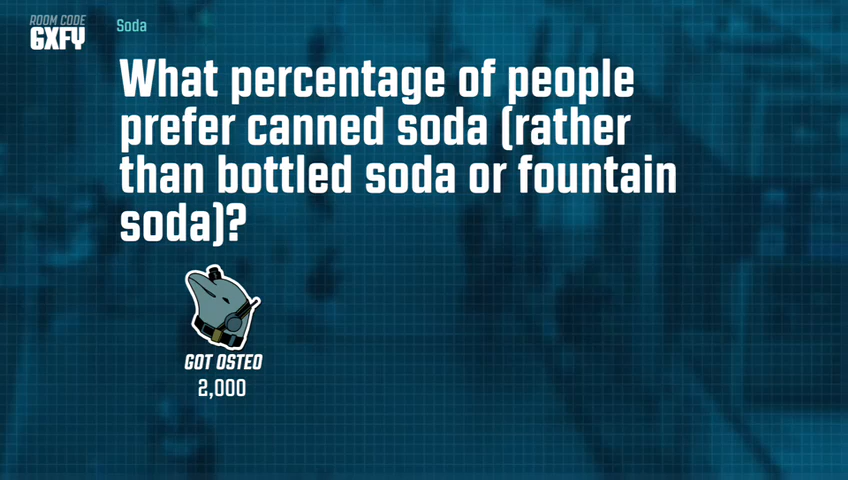 ROOM CODE
6XFY
Soda
What percentage of people
prefer canned soda (rather
than bottled soda or fountain
soda)?
GOT OSTEO
2,000